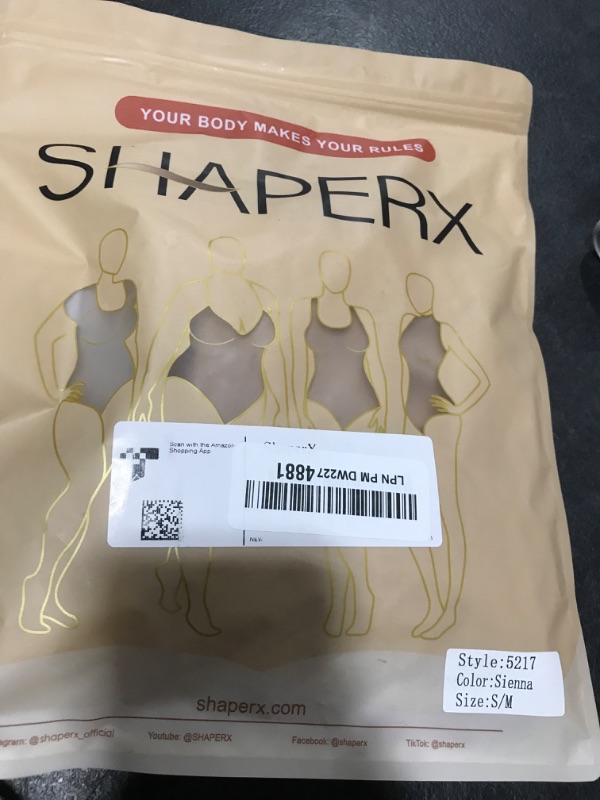 YOUR BODY MAKES YOUR RULES
SHAPERX
Scan with the Amazon
Shopping App
LPN PM DW2274881
Style:5217
Color:Sienna
Size:S/M
shaperx.com
@shaperx_official
Youtube: @SHAPERX
Facebook: @shaperx
TikTok: @shaperx